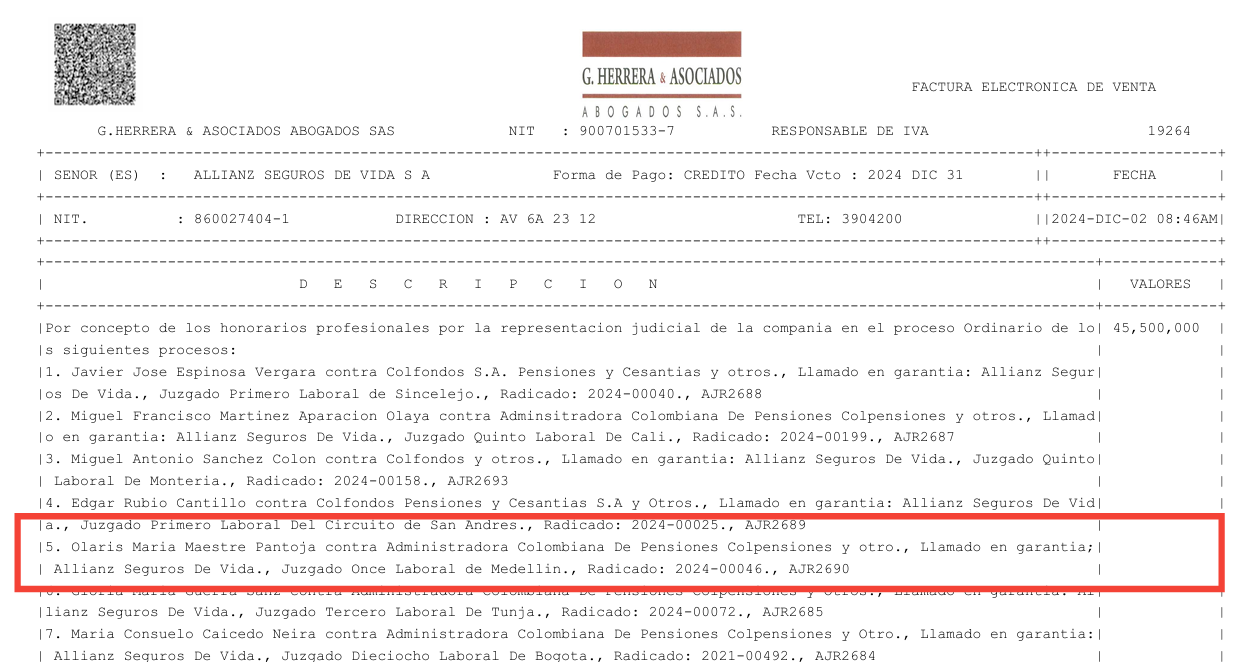 G. HERRERA & ASOCIADOS
ABOGADOS S.A.S.
FACTURA ELECTRONICA DE VENTA
G.HERRERA & ASOCIADOS ABOGADOS SAS NIT : 900701533-7 RESPONSABLE DE IVA 19264
SENOR (ES) : ALLIANZ SEGUROS DE VIDA S A Forma de Pago: CREDITO Fecha Vcto : 2024 DIC 31 || FECHA
NIT. : 860027404-1 DIRECCION : AV 6A 23 12 TEL: 3904200 ||2024-DIC-02 08:46AM|
D E S C R I P C I O N | VALORES |
|Por concepto de los honorarios profesionales por la representacion judicial de la compania en el proceso Ordinario de lo| 45,500,000 |
|s siguientes procesos: | |
|1. Javier Jose Espinosa Vergara contra Colfondos S.A. Pensiones y Cesantias y otros., Llamado en garantia: Allianz Segur| |
|os De Vida., Juzgado Primero Laboral de Sincelejo., Radicado: 2024-00040., AJR2688 | |
|2. Miguel Francisco Martinez Aparacion Olaya contra Adminsitradora Colombiana De Pensiones Colpensiones y otros., Llamad| |
|o en garantia: Allianz Seguros De Vida., Juzgado Quinto Laboral De Cali., Radicado: 2024-00199., AJR2687 | |
|3. Miguel Antonio Sanchez Colon contra Colfondos y otros., Llamado en garantia: Allianz Seguros De Vida., Juzgado Quinto| |
| Laboral De Monteria., Radicado: 2024-00158., AJR2693 | |
|4. Edgar Rubio Cantillo contra Colfondos Pensiones y Cesantias S.A y Otros., Llamado en garantia: Allianz Seguros De Vid| |
|a., Juzgado Primero Laboral Del Circuito de San Andres., Radicado: 2024-00025., AJR2689 | |
|5. Olaris Maria Maestre Pantoja contra Administradora Colombiana De Pensiones Colpensiones y otro., Llamado en garantia;| |
| Allianz Seguros De Vida., Juzgado Once Laboral de Medellin., Radicado: 2024-00046., AJR2690 | |
contra Administradora Colombiana De Pensiones Colpensiones y otros., Llamado en garantia: Al|
|lianz Seguros De Vida., Juzgado Tercero Laboral De Tunja., Radicado: 2024-00072., AJR2685 | |
|7. Maria Consuelo Caicedo Neira contra Administradora Colombiana De Pensiones Colpensiones y Otro., Llamado en garantia:| |
| Allianz Seguros De Vida., Juzgado Dieciocho Laboral De Bogota., Radicado: 2021-00492., AJR2684 | |